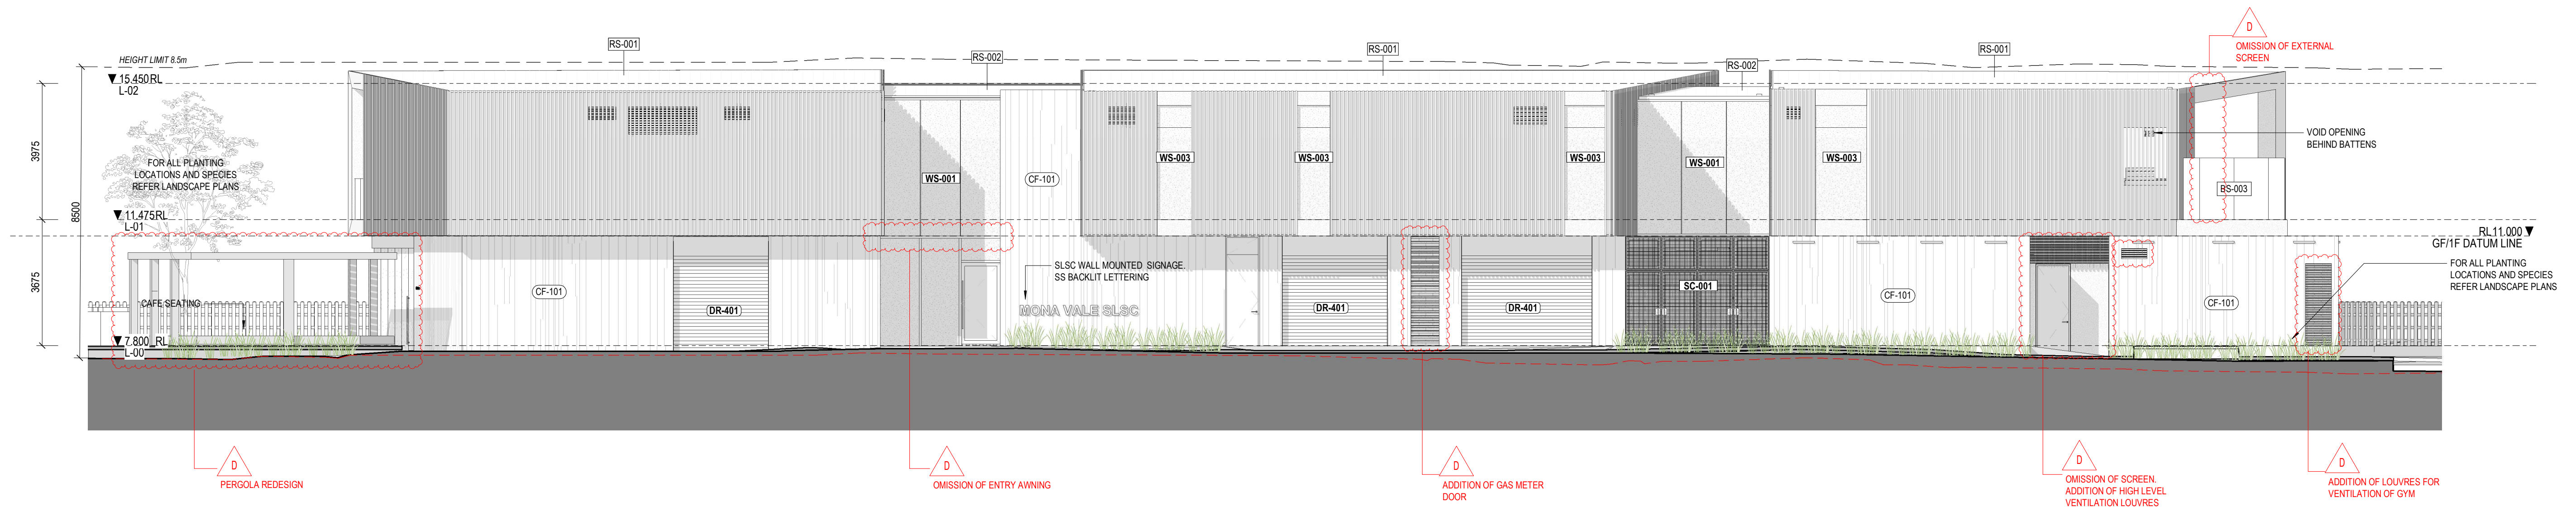 D
OMISSION OF EXTERNAL
SCREEN
RS-001
RS-002
RS-001
RS-002
RS-001
HEIGHT LIMIT 8.5m
15.450RL
L-02
3975
FOR ALL PLANTING
LOCATIONS AND SPECIES
REFER LANDSCAPE PLANS
WS-001
CF-101
WS-003
WS-003
WS-003
WS-001
WS-003
VOID OPENING
BEHIND BATTENS
BS-003
8500
11.475RL
L-01
RL11.000
GF/1F DATUM LINE
3675
CAFE SEATING
CF-101
DR-401
SLSC WALL MOUNTED SIGNAGE.
SS BACKLIT LETTERING
MONA VALE SLSC
DR-401
DR-401
SC-001
CF-101
CF-101
FOR ALL PLANTING
LOCATIONS AND SPECIES
REFER LANDSCAPE PLANS
7.800 RL
L-00
D
PERGOLA REDESIGN
D
OMISSION OF ENTRY AWNING
D
ADDITION OF GAS METER
DOOR
D
OMISSION OF SCREEN.
ADDITION OF HIGH LEVEL
VENTILATION LOUVRES
D
ADDITION OF LOUVRES FOR
VENTILATION OF GYM